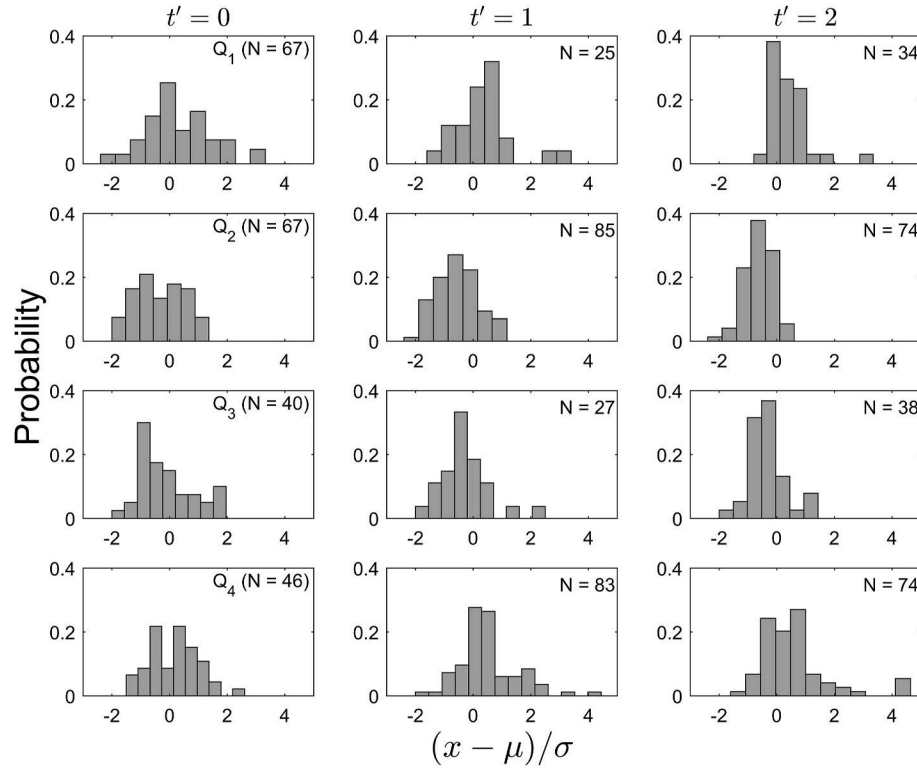 t′ = 0 t′ = 1 t′ = 2
0.4 Q1 (N = 67) 0.4 N = 25 0.4 N = 34
0.2 0.2 0.2
0 0 0
-2 0 2 4 -2 0 2 4 -2 0 2 4
0.4 Q2 (N = 67) 0.4 N = 85 0.4 N = 74
0.2 0.2 0.2
0 0 0
-2 0 2 4 -2 0 2 4 -2 0 2 4
Probability
0.4 Q3 (N = 40) 0.4 N = 27 0.4 N = 38
0.2 0.2 0.2
0 0 0
-2 0 2 4 -2 0 2 4 -2 0 2 4
0.4 Q4 (N = 46) 0.4 N = 83 0.4 N = 74
0.2 0.2 0.2
0 0 0
-2 0 2 4 -2 0 2 4 -2 0 2 4
(x − μ)/σ